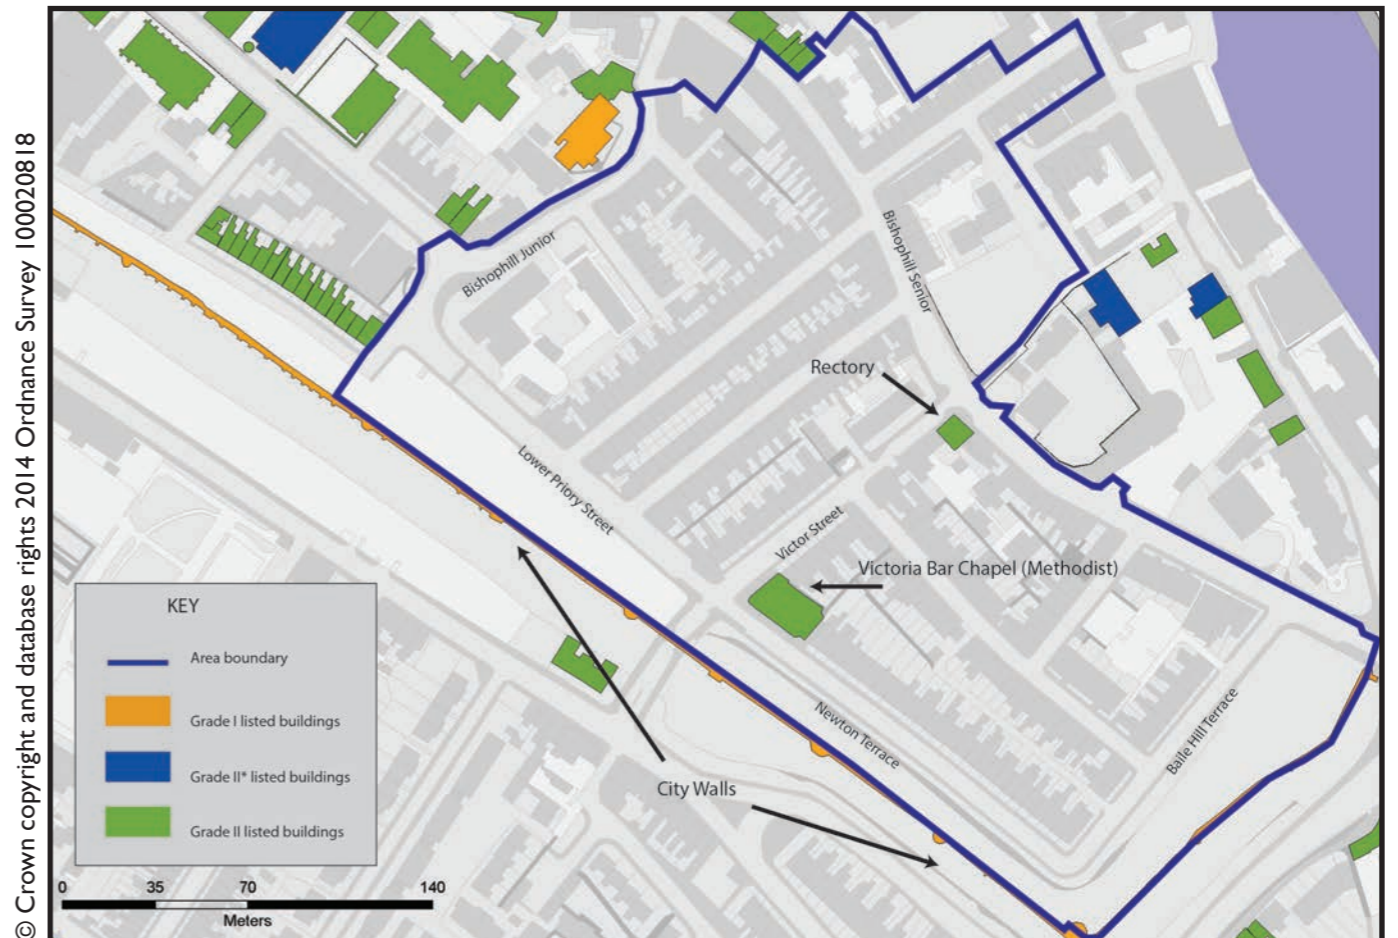 © Crown copyright and database rights 2014 Ordnance Survey 10020818
Bishophill Junior
Bishophill Senior
Rectory
Lower Priory Street
Victor Street
Victoria Bar Chapel (Methodist)
Newton Terrace
Baile Hill Terrace
City Walls
KEY
Area boundary
Grade I listed buildings
Grade II* listed buildings
Grade II listed buildings
0 35 70 140
Meters